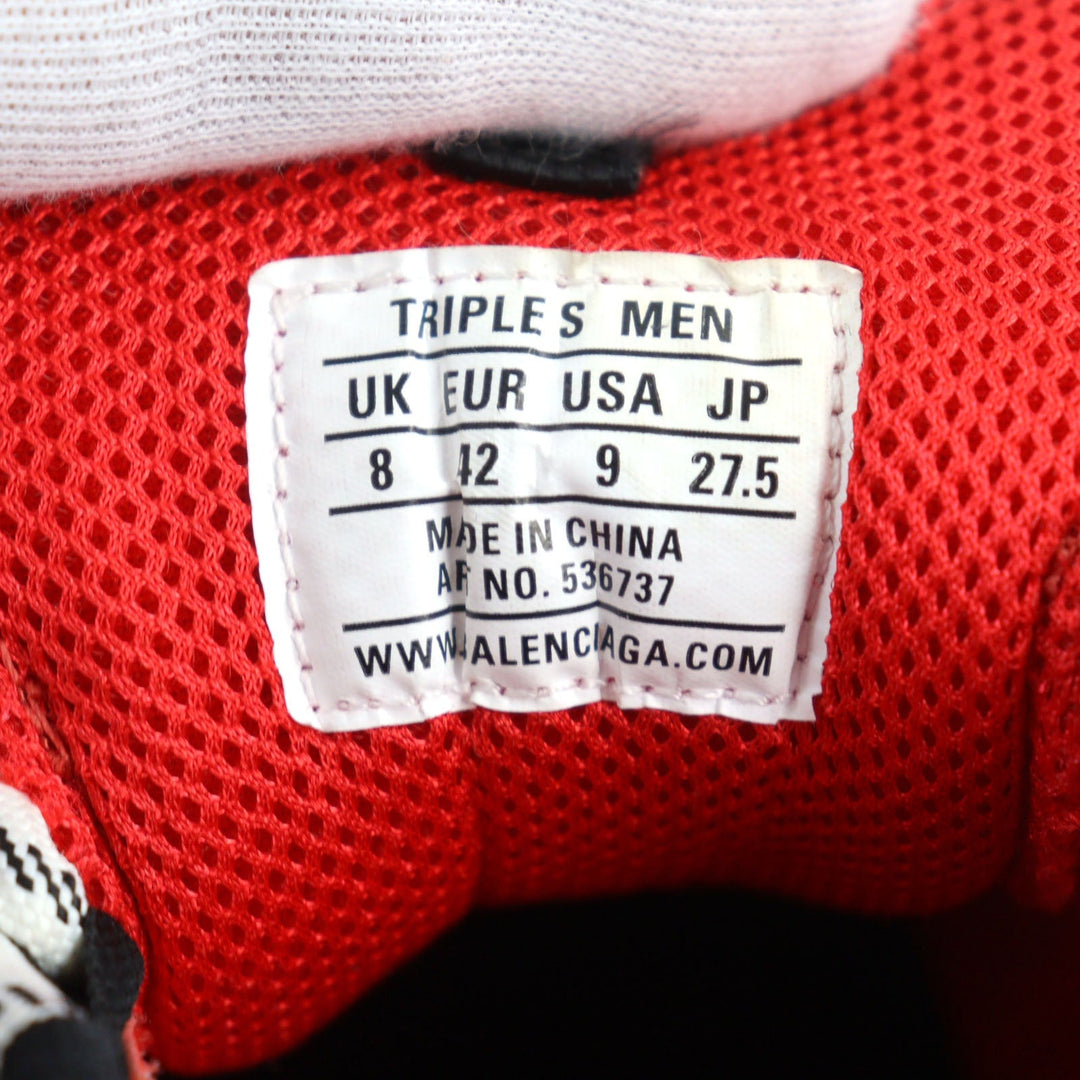 TRIPLE S MEN
UK EUR USA JP
8 42 9 27.5
MADE IN CHINA
ART NO. 536737
WWW.BALENCIAGA.COM